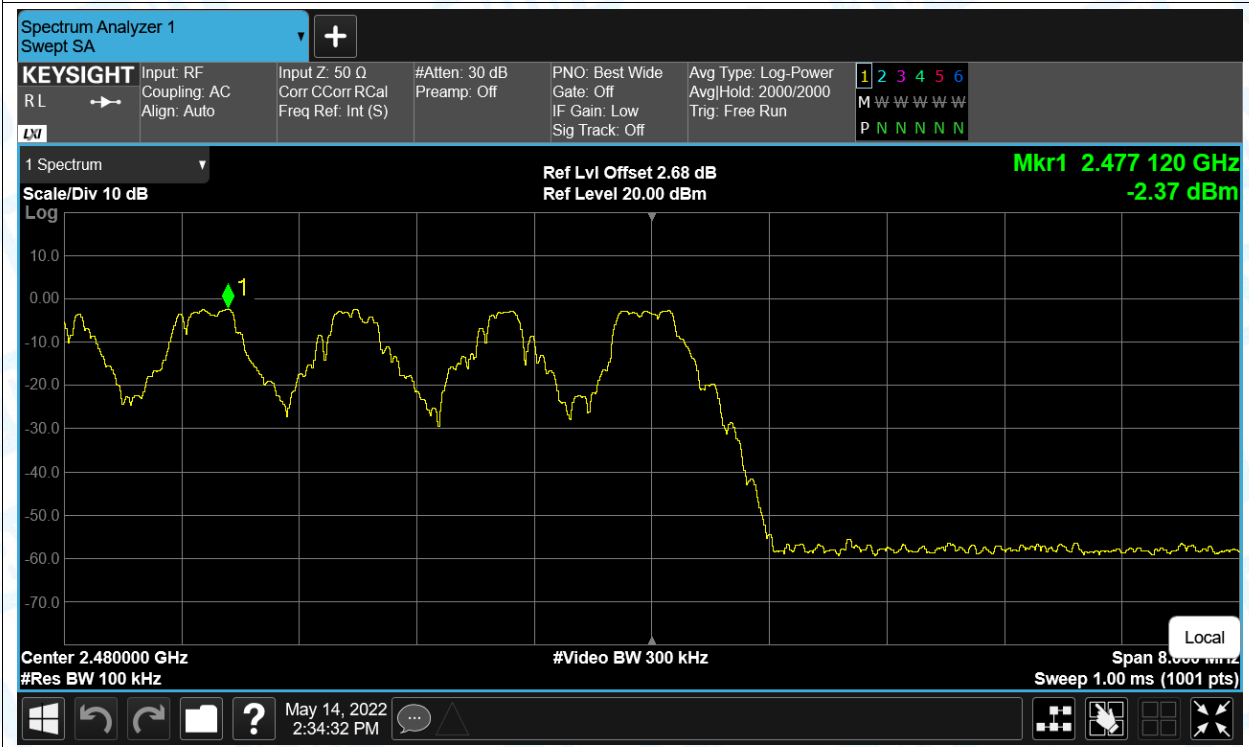 Spectrum Analyzer 1
Swept SA
+
KEYSIGHT
R L
LXI
Input: RF
Coupling: AC
Align: Auto
Input Z: 50 Ω
Corr CCorr RCal
Freq Ref: Int (S)
#Atten: 30 dB
Preamp: Off
PNO: Best Wide
Gate: Off
IF Gain: Low
Sig Track: Off
Avg Type: Log-Power
Avg|Hold: 2000/2000
Trig: Free Run
1 2 3 4 5 6
M W W W W W W
P N N N N N
1 Spectrum
Scale/Div 10 dB
Ref Lvl Offset 2.68 dB
Ref Level 20.00 dBm
Mkr1 2.477 120 GHz
-2.37 dBm
Log
1
10.0
0.00
-10.0
-20.0
-30.0
-40.0
-50.0
-60.0
-70.0
Local
Center 2.480000 GHz
#Video BW 300 kHz
Span 8.000 MHz
#Res BW 100 kHz
Sweep 1.00 ms (1001 pts)
?
May 14, 2022
2:34:32 PM